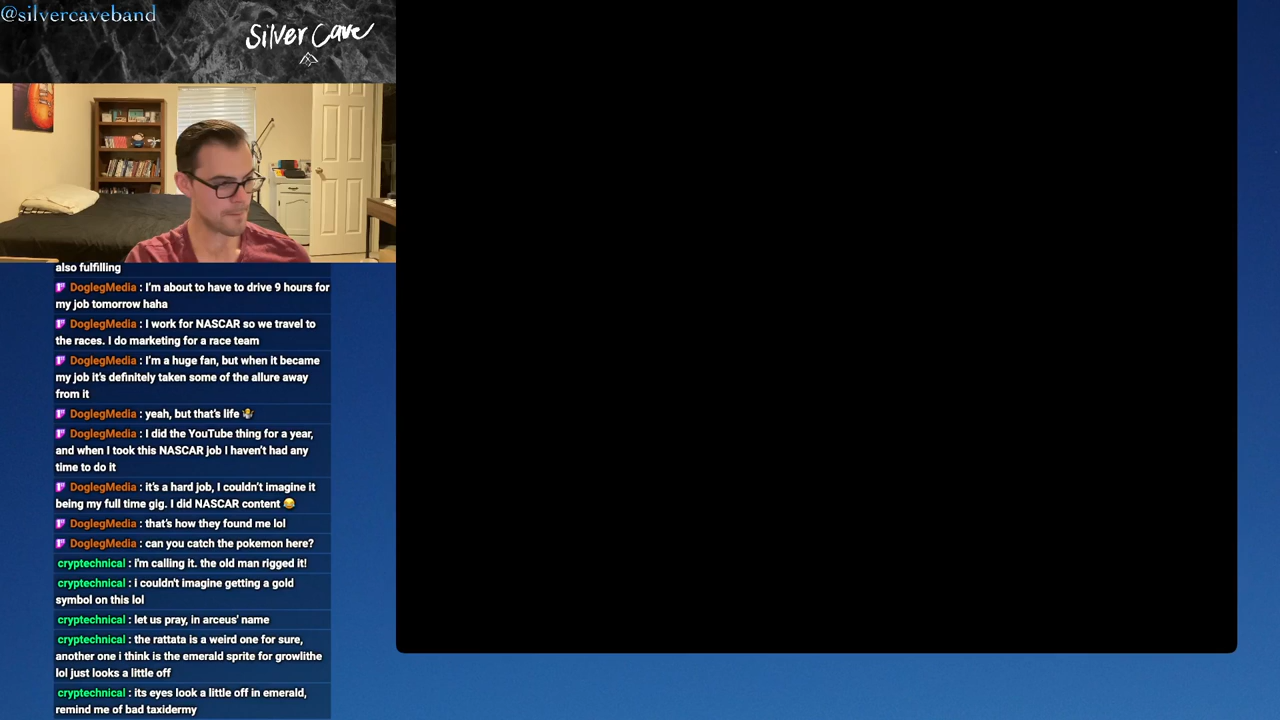 @silvercaveband
Silver Cave
also fulfilling
DoglegMedia : I'm about to have to drive 9 hours for
my job tomorrow haha
DoglegMedia : I work for NASCAR so we travel to
the races. I do marketing for a race team
DoglegMedia : I'm a huge fan, but when it became
my job it's definitely taken some of the allure away
from it
DoglegMedia : yeah, but that's life 🤷
DoglegMedia : I did the YouTube thing for a year,
and when I took this NASCAR job I haven't had any
time to do it
DoglegMedia : it's a hard job, I couldn't imagine it
being my full time gig. I did NASCAR content 😂
DoglegMedia : that's how they found me lol
DoglegMedia : can you catch the pokemon here?
cryptechnical : i'm calling it. the old man rigged it!
cryptechnical : i couldn't imagine getting a gold
symbol on this lol
cryptechnical : let us pray, in arceus' name
cryptechnical : the rattata is a weird one for sure,
another one i think is the emerald sprite for growlithe
lol just looks a little off
cryptechnical : its eyes look a little off in emerald,
remind me of bad taxidermy